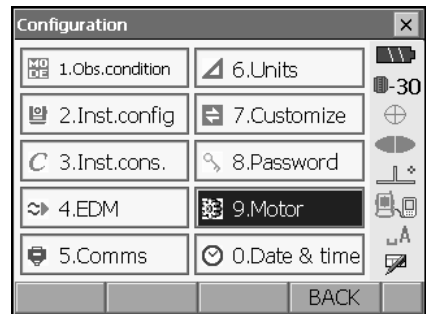 Configuration
MODE 1.Obs.condition
2.Inst.config
C 3.Inst.cons.
4.EDM
5.Comms
6.Units
7.Customize
8.Password
9.Motor
0.Date & time
-30
A
BACK